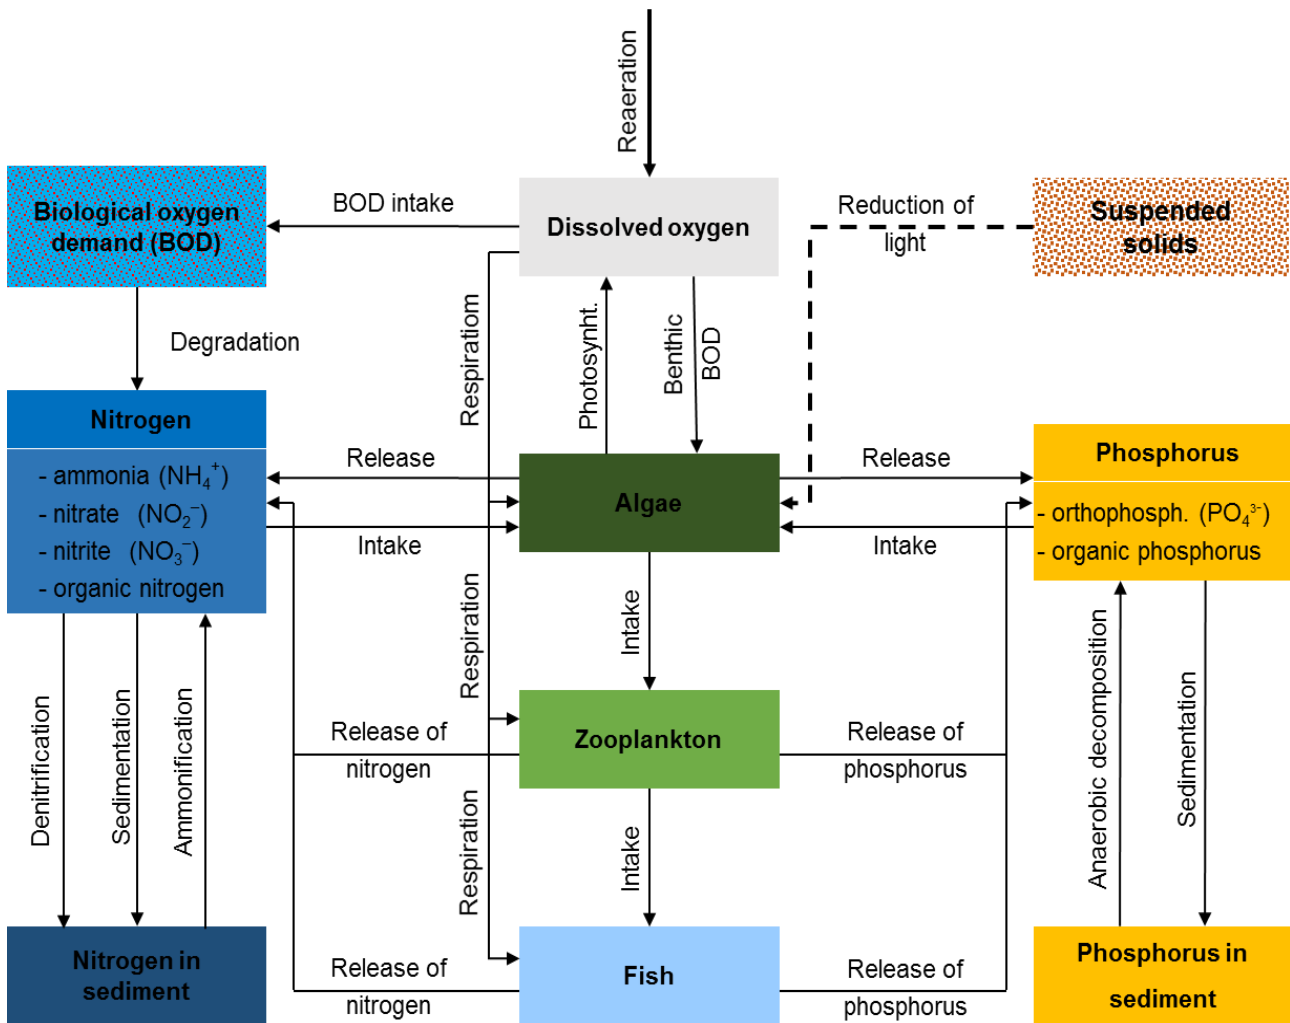 Reaeration
Biological oxygen
demand (BOD)
BOD intake
Dissolved oxygen
Reduction of
light
Suspended
solids
Degradation
Respiratiom
Photosynht.
Benthic
BOD
Nitrogen
- ammonia (NH₄⁺)
- nitrate (NO₂⁻)
- nitrite (NO₃⁻)
- organic nitrogen
Release
Intake
Algae
Release
Intake
Phosphorus
- orthophosph. (PO₄³⁻)
- organic phosphorus
Respiration
Intake
Denitrification
Sedimentation
Ammonification
Release of
nitrogen
Zooplankton
Release of
phosphorus
Anaerobic decomposition
Sedimentation
Respiration
Intake
Nitrogen in
sediment
Release of
nitrogen
Fish
Release of
phosphorus
Phosphorus in
sediment